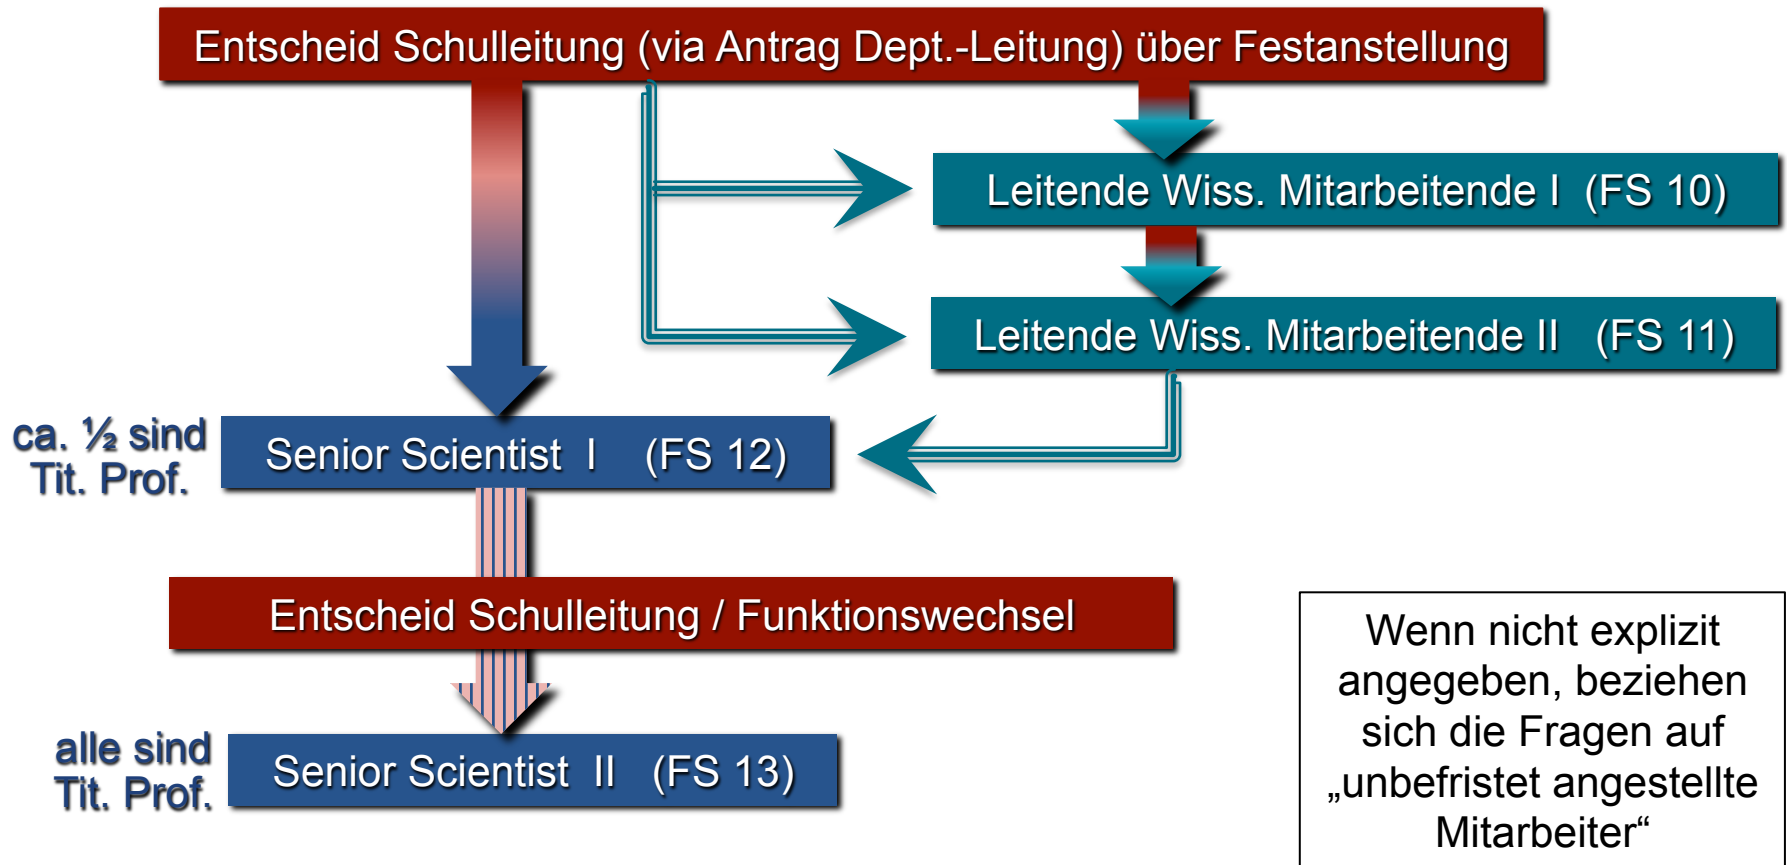 Entscheid Schulleitung (via Antrag Dept.-Leitung) über Festanstellung
Leitende Wiss. Mitarbeitende I (FS 10)
Leitende Wiss. Mitarbeitende II (FS 11)
ca. ½ sind
Tit. Prof.
Senior Scientist I (FS 12)
Entscheid Schulleitung / Funktionswechsel
alle sind
Tit. Prof.
Senior Scientist II (FS 13)
Wenn nicht explizit
angegeben, beziehen
sich die Fragen auf
„unbefristet angestellte
Mitarbeiter“